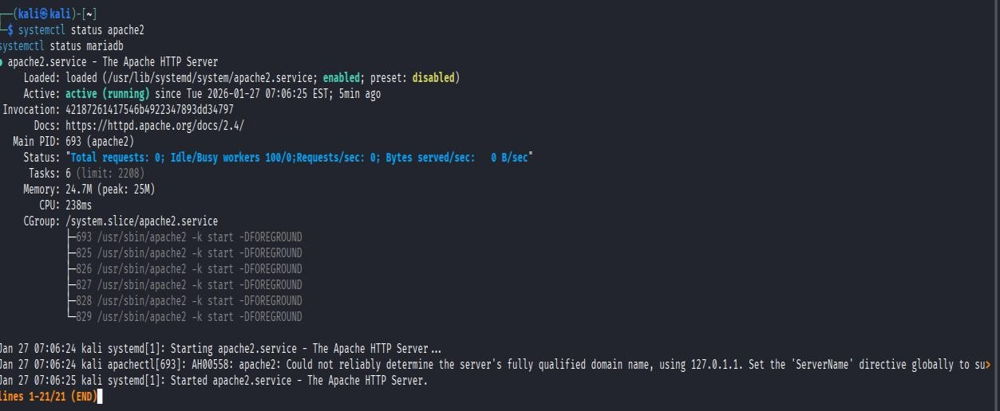 ┌──(kali㉿kali)-[~]
└─$ systemctl status apache2
systemctl status mariadb
● apache2.service - The Apache HTTP Server
Loaded: loaded (/usr/lib/systemd/system/apache2.service; enabled; preset: disabled)
Active: active (running) since Tue 2026-01-27 07:06:25 EST; 5min ago
Invocation: 42187261417546b4922347893dd34797
Docs: https://httpd.apache.org/docs/2.4/
Main PID: 693 (apache2)
Status: "Total requests: 0; Idle/Busy workers 100/0;Requests/sec: 0; Bytes served/sec:   0 B/sec"
Tasks: 6 (limit: 2208)
Memory: 24.7M (peak: 25M)
CPU: 238ms
CGroup: /system.slice/apache2.service
├─693 /usr/sbin/apache2 -k start -DFOREGROUND
├─825 /usr/sbin/apache2 -k start -DFOREGROUND
├─826 /usr/sbin/apache2 -k start -DFOREGROUND
├─827 /usr/sbin/apache2 -k start -DFOREGROUND
├─828 /usr/sbin/apache2 -k start -DFOREGROUND
└─829 /usr/sbin/apache2 -k start -DFOREGROUND
Jan 27 07:06:24 kali systemd[1]: Starting apache2.service - The Apache HTTP Server...
Jan 27 07:06:24 kali apachectl[693]: AH00558: apache2: Could not reliably determine the server's fully qualified domain name, using 127.0.1.1. Set the 'ServerName' directive globally to su>
Jan 27 07:06:25 kali systemd[1]: Started apache2.service - The Apache HTTP Server.
lines 1-21/21 (END)